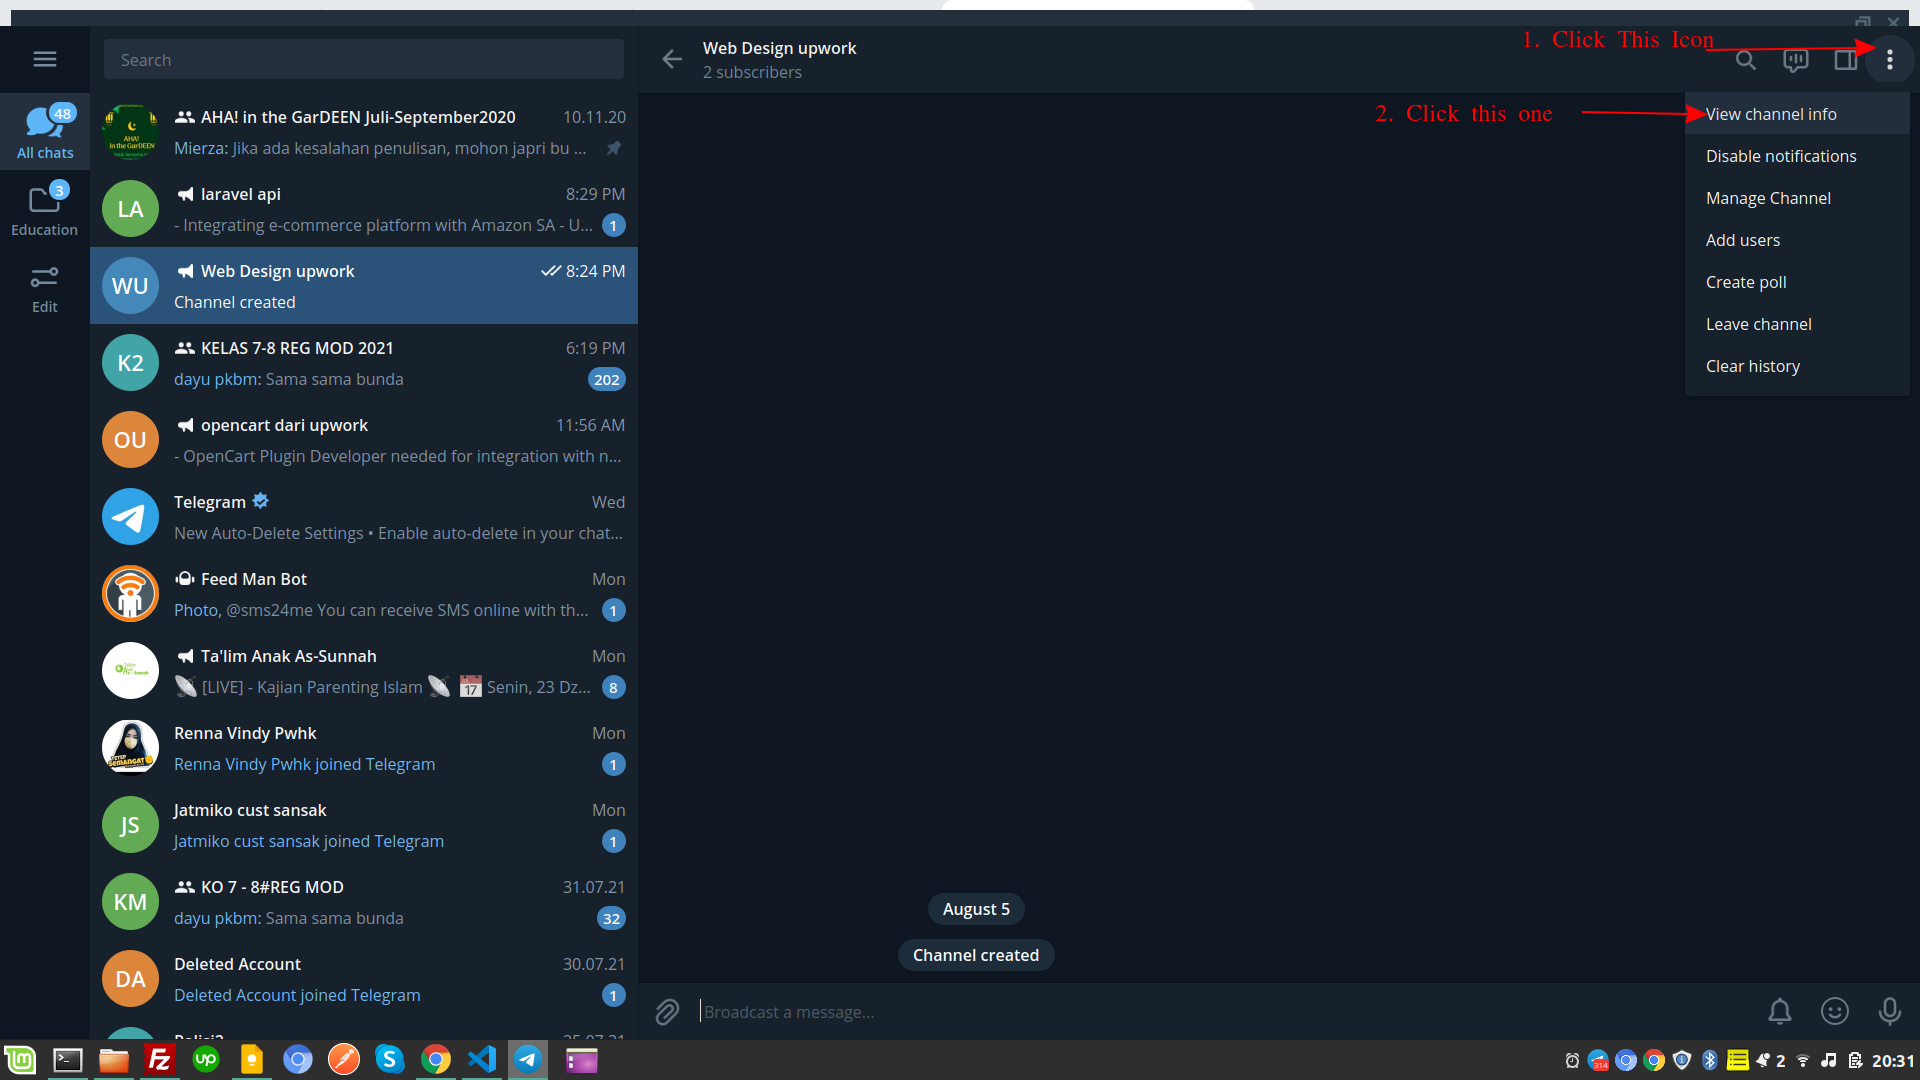 Search
48
All chats
3
Education
Edit
AHA! in the GarDEEN Juli-September2020 10.11.20
AHA!
in the GarDEEN
Mierza: Jika ada kesalahan penulisan, mohon japri bu ...
LA
laravel api 8:29 PM
- Integrating e-commerce platform with Amazon SA - U... 1
WU
Web Design upwork 8:24 PM
Channel created
K2
KELAS 7-8 REG MOD 2021 6:19 PM
dayu pkbm: Sama sama bunda 202
OU
opencart dari upwork 11:56 AM
- OpenCart Plugin Developer needed for integration with n...
Telegram Wed
New Auto-Delete Settings • Enable auto-delete in your chat...
Feed Man Bot Mon
Photo, @sms24me You can receive SMS online with th... 1
Ta'lim Anak As-Sunnah Mon
[LIVE] - Kajian Parenting Islam 17 Senin, 23 Dz... 8
Renna Vindy Pwhk Mon
SEMANGAT
Renna Vindy Pwhk joined Telegram 1
JS
Jatmiko cust sansak Mon
Jatmiko cust sansak joined Telegram 1
KM
KO 7 - 8#REG MOD 31.07.21
dayu pkbm: Sama sama bunda 32
DA
Deleted Account 30.07.21
Deleted Account joined Telegram 1
Web Design upwork
2 subscribers
1. Click This Icon
2. Click this one
View channel info
Disable notifications
Manage Channel
Add users
Create poll
Leave channel
Clear history
August 5
Channel created
Broadcast a message...
Fz
up
S
314
2
20:31